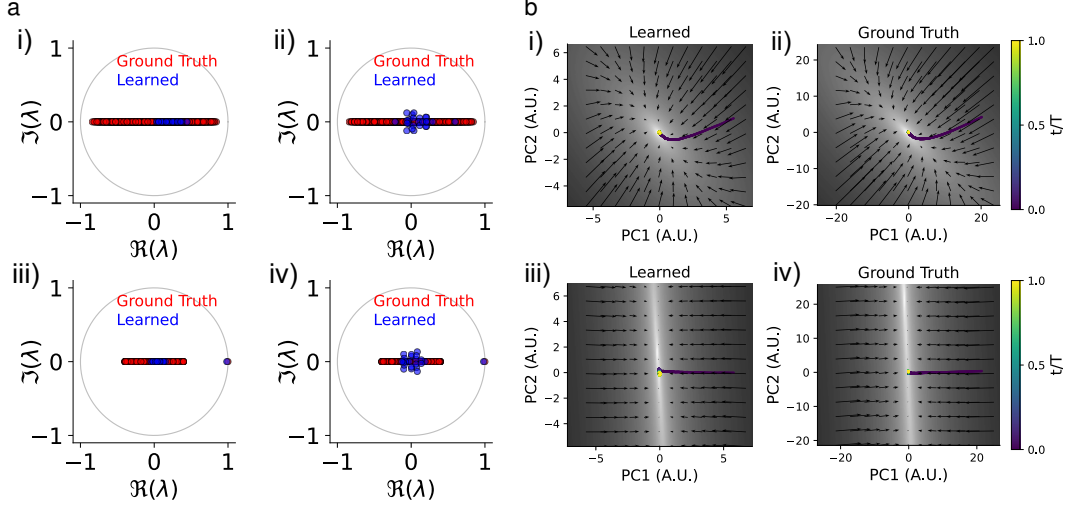 a
b
i)
1
0
−1
ℑ(λ)
Ground Truth
Learned
−1
0
1
ℜ(λ)
ii)
1
0
−1
ℑ(λ)
Ground Truth
Learned
−1
0
1
ℜ(λ)
iii)
1
0
−1
ℑ(λ)
Ground Truth
Learned
−1
0
1
ℜ(λ)
iv)
1
0
−1
ℑ(λ)
Ground Truth
Learned
−1
0
1
ℜ(λ)
i)
Learned
6
4
2
0
−2
−4
PC2 (A.U.)
−5
0
5
PC1 (A.U.)
ii)
Ground Truth
20
10
0
−10
−20
PC2 (A.U.)
−20
0
20
PC1 (A.U.)
1.0
0.5
0.0
t/T
iii)
Learned
6
4
2
0
−2
−4
PC2 (A.U.)
−5
0
5
PC1 (A.U.)
iv)
Ground Truth
20
10
0
−10
−20
PC2 (A.U.)
−20
0
20
PC1 (A.U.)
1.0
0.5
0.0
t/T